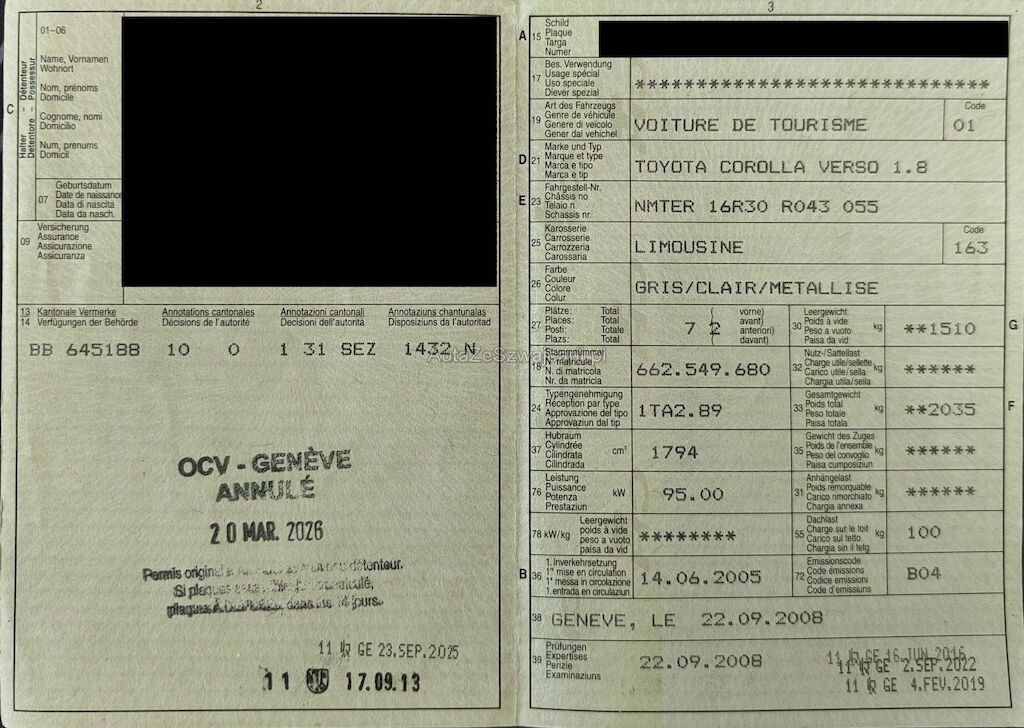 2
01-06
Name, Vornamen
Wohnort
Nom, prénoms
Domicile
Cognome, nomi
Domicilio
Num, prenums
Domicil
C
Halter – Détenteur
Detentore – Possessur
07
Geburtsdatum
Date de naissance
Data di nascita
Data da nasch.
09
Versicherung
Assurance
Assicurazione
Assicuranza
13 Kantonale Vermerke Annotations cantonales Annotazioni cantonali Annotaziuns chantunalas
14 Verfügungen der Behörde Décisions de l'autorité Decisioni dell'autorità Disposiziuns da l'autoritad
BB 645188 10 0 1 31 SEZ 1432 N
OCV - GENÈVE
ANNULÉ
20 MAR. 2026
Permis original détenteur.
Si plaques
plaques jours.
11 GE 23.SEP.2025
11 17.09.13
3
A 15 Schild
Plaque
Targa
Numer
17 Bes. Verwendung
Usage spécial
Uso speciale
Diever spezial
**************************
19 Art des Fahrzeugs
Genre de véhicule
Genere di veicolo
Gener dal vehichel
VOITURE DE TOURISME
Code
01
D 21 Marke und Typ
Marque et type
Marca e tipo
Marca e tip
TOYOTA COROLLA VERSO 1.8
E 23 Fahrgestell-Nr.
Châssis no
Telaio n.
Schassis nr.
NMTER 16R30 R043 055
25 Karosserie
Carrosserie
Carrozzeria
Carossaria
LIMOUSINE
Code
163
26 Farbe
Couleur
Colore
Colur
GRIS/CLAIR/METALLISE
27 Plätze: Total
Places: Total
Posti: Totale
Plazs: Total
7 2
vorne)
avant)
anteriori)
davant)
30 Leergewicht
Poids à vide
Peso a vuoto
Paisa da vid
kg
**1510
G
18 Stammnummer
N° matricule
N. di matricola
Nr. da matricla
662.549.680
32 Nutz-/Sattellast
Charge utile/sellette
Carico utile/sella
Chargia utila/sella
kg
******
24 Typengenehmigung
Réception par type
Approvazione del tipo
Approvaziun dal tip
1TA2.89
33 Gesamtgewicht
Poids total
Peso totale
Paisa totala
kg
**2035
F
37 Hubraum
Cylindrée
Cilindrata
Cilindrada
cm³
1794
35 Gewicht des Zuges
Poids de l'ensemble
Peso del convoglio
Paisa cumposiziun
kg
******
76 Leistung
Puissance
Potenza
Prestaziun
kW
95.00
31 Anhängelast
Poids remorquable
Carico rimorchiato
Chargia annexa
kg
******
78 kW/kg
Leergewicht
poids à vide
peso a vuoto
paisa da vid
********
55 Dachlast
Charge sur le toit
Carico sul tetto
Chargia sin il tetg
kg
100
B 36 1. Inverkehrsetzung
1re mise en circulation
1a messa in circolazione
1. entrada en circulaziun
14.06.2005
72 Emissionscode
Code émissions
Codice emissioni
Code d'emissiuns
B04
38 GENEVE, LE 22.09.2008
39 Prüfungen
Expertises
Perizie
Examinaziuns
22.09.2008
11 GE 16.JUN.2016
11 GE 2.SEP.2022
11 GE 4.FEV.2019